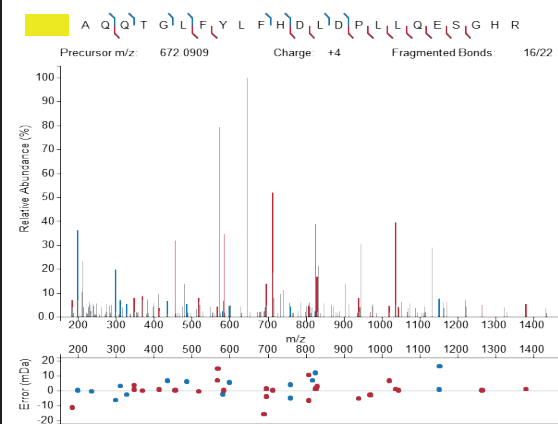 A Q Q T G L F Y L F H D L D P L L Q E S G H R
Precursor m/z: 672.0909 Charge: +4 Fragmented Bonds: 16/22
Relative Abundance (%)
100
90
80
70
60
50
40
30
20
10
0.0
200 300 400 500 600 700 800 900 1000 1100 1200 1300 1400
m/z
200 300 400 500 600 700 800 900 1000 1100 1200 1300 1400
Error (mDa)
20
10
0
-10
-20